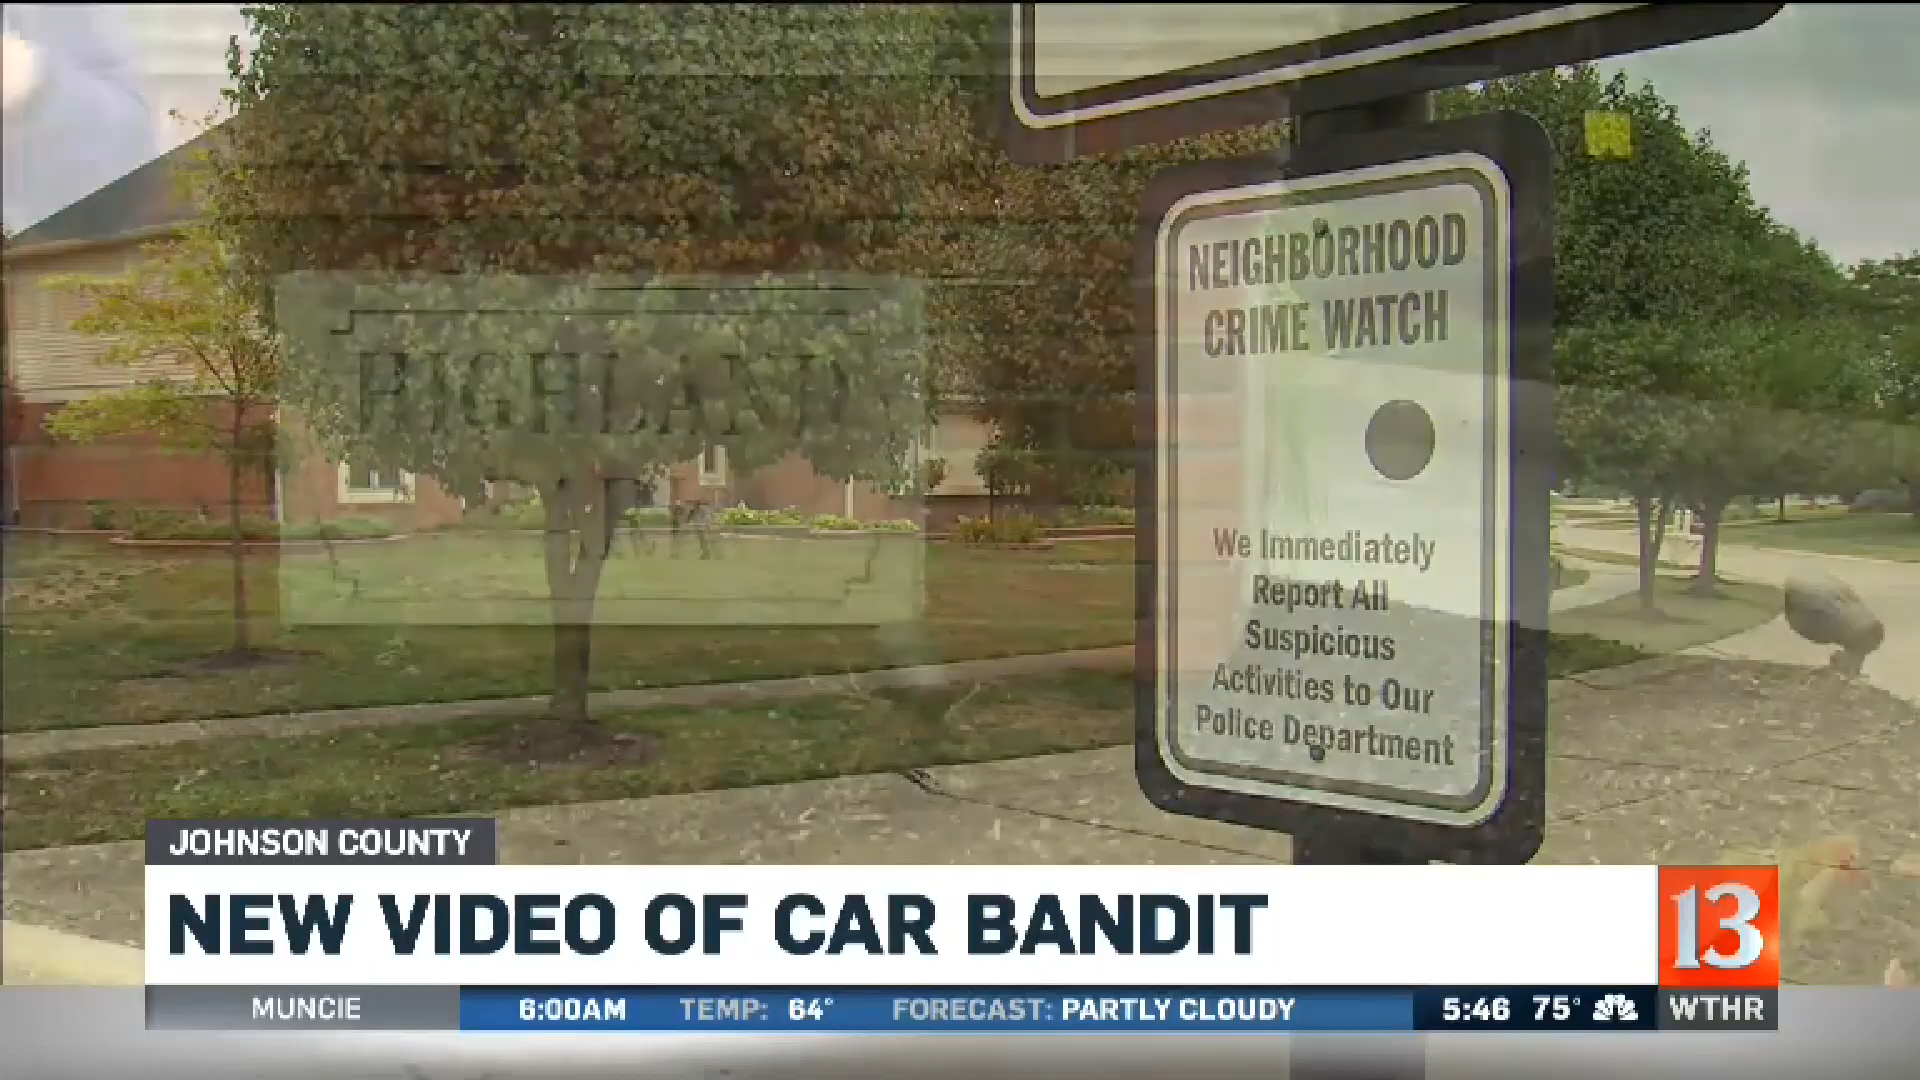 HIGHLAND
NEIGHBORHOOD
CRIME WATCH
We Immediately
Report All
Suspicious
Activities to Our
Police Department
JOHNSON COUNTY
NEW VIDEO OF CAR BANDIT
13
MUNCIE 6:00AM TEMP: 64° FORECAST: PARTLY CLOUDY 5:46 75° WTHR